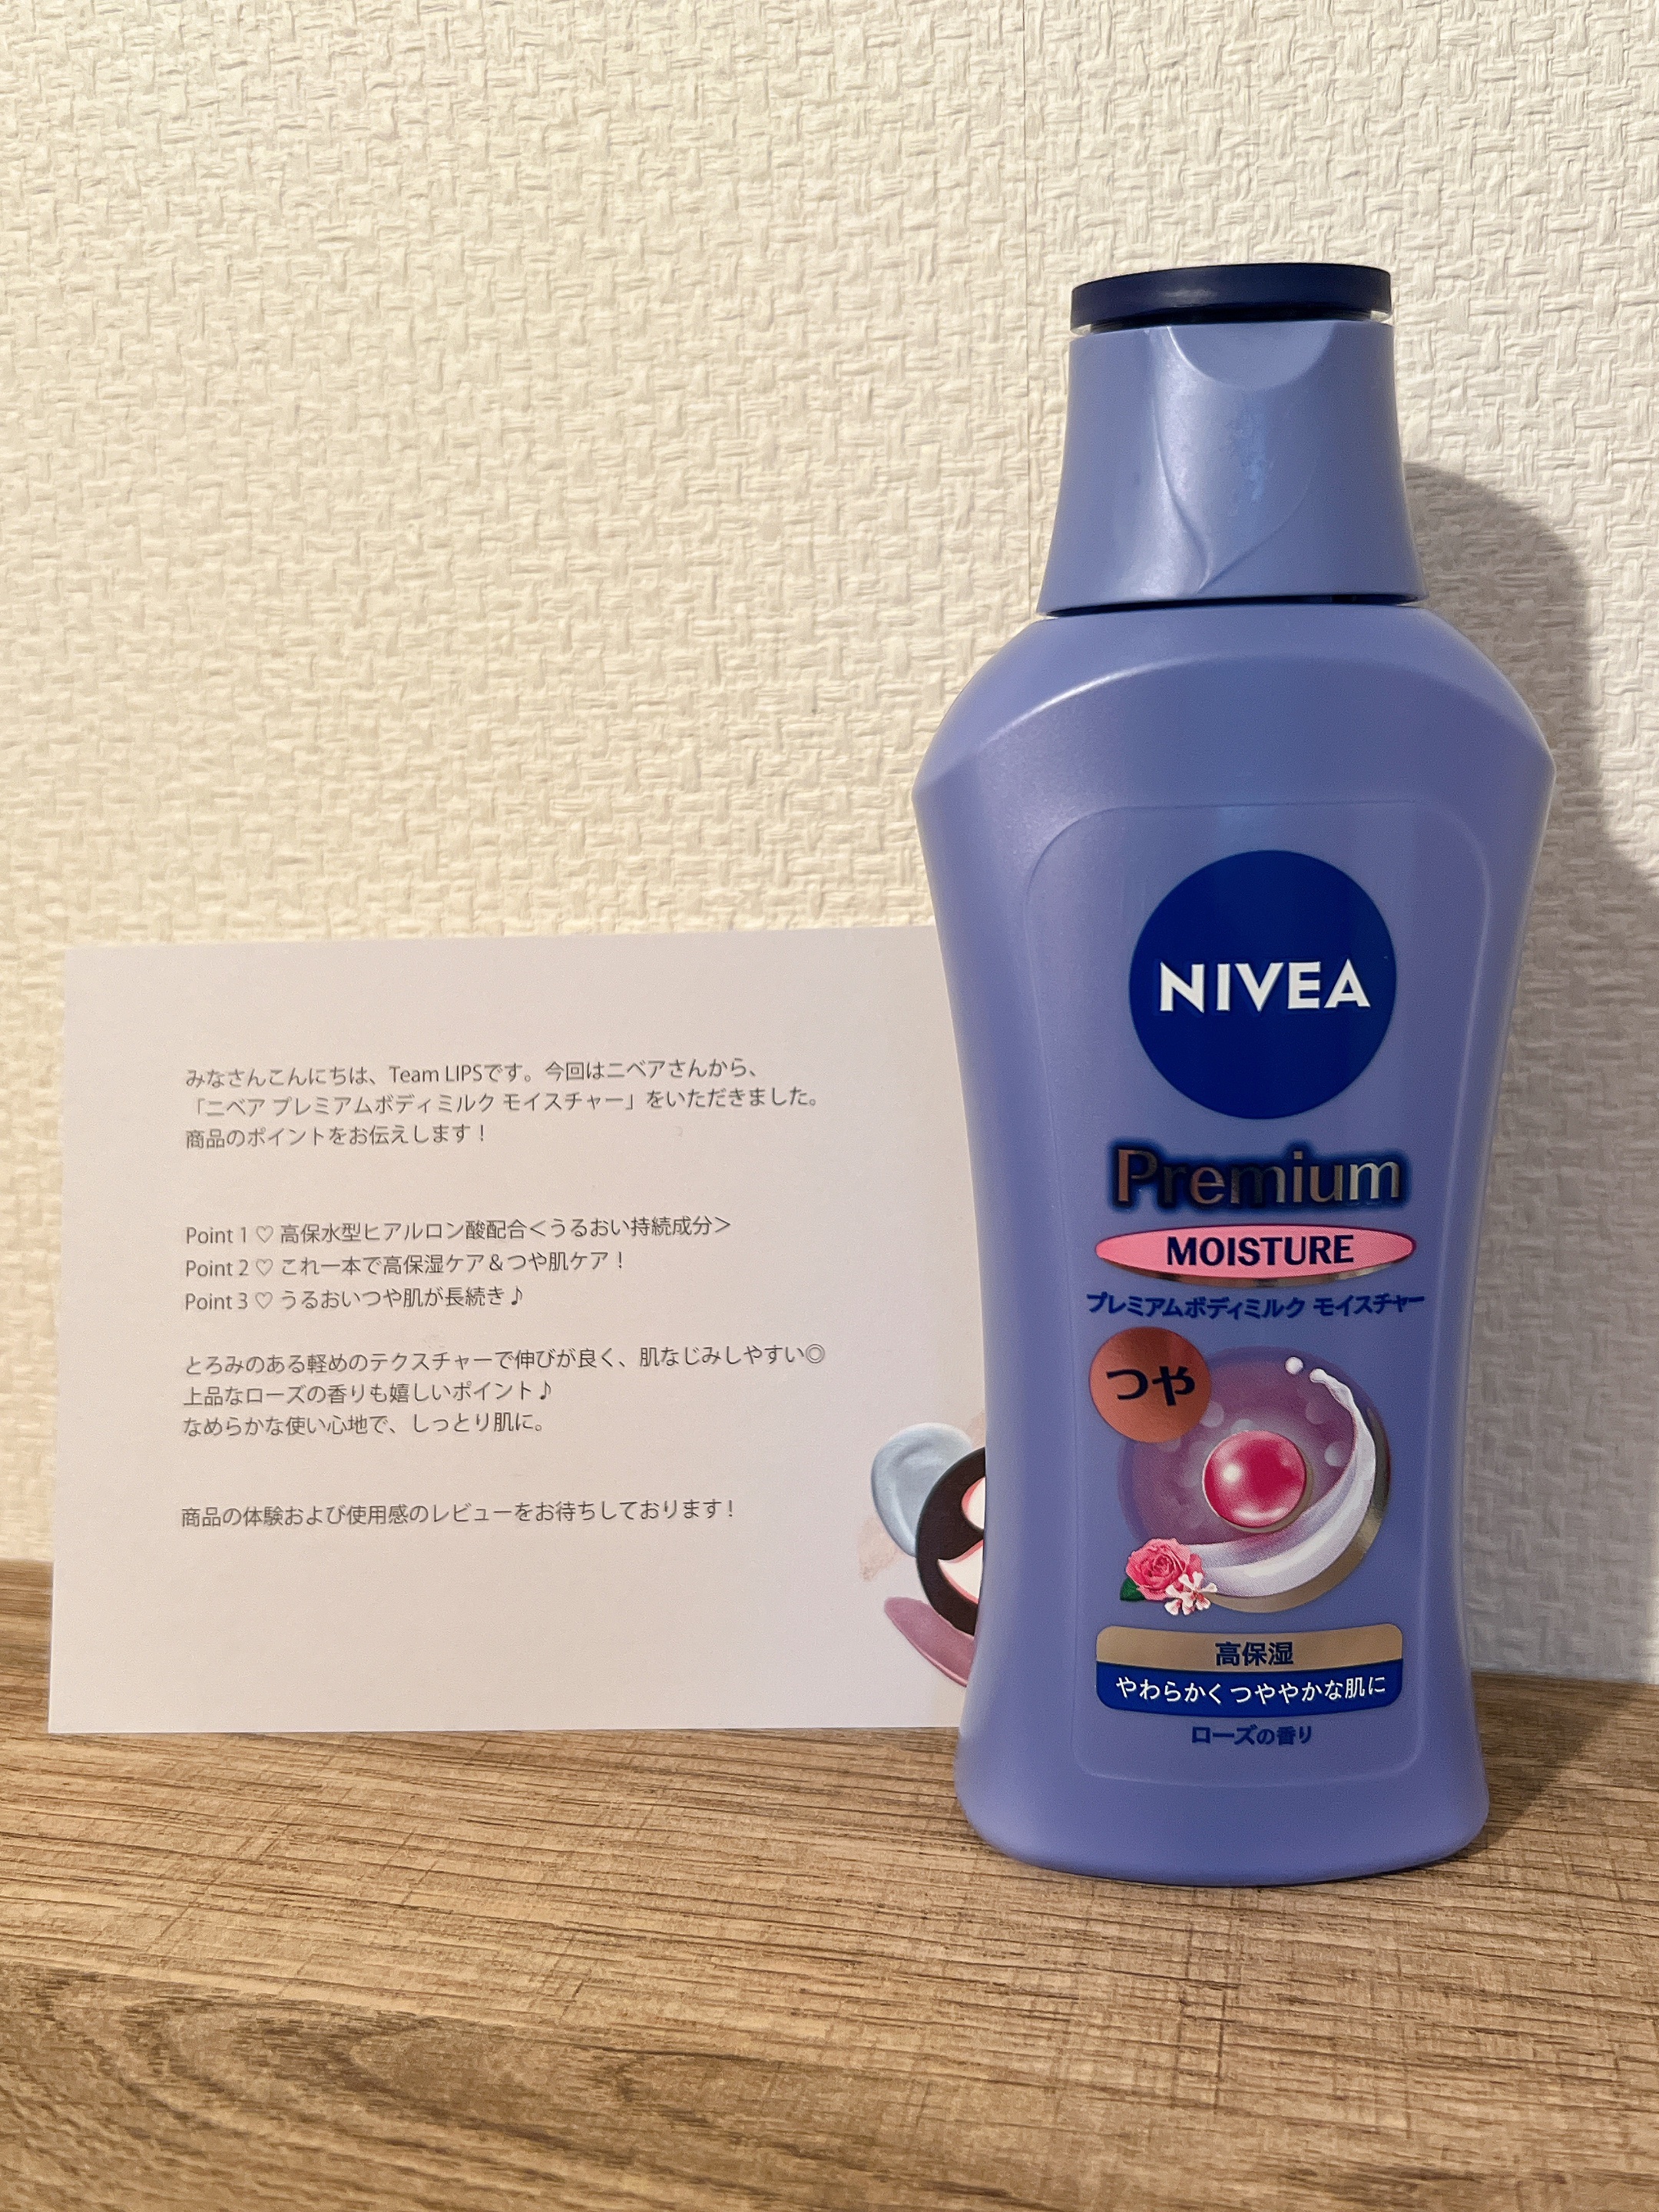 みなさんこんにちは、Team LIPSです。今回はニベアさんから、
「ニベア プレミアムボディミルク モイスチャー」をいただきました。
商品のポイントをお伝えします！
Point 1 ♡ 高保水型ヒアルロン酸配合＜うるおい持続成分＞
Point 2 ♡ これ一本で高保湿ケア＆つや肌ケア！
Point 3 ♡ うるおいつや肌が長続き♪
とろみのある軽めのテクスチャーで伸びが良く、肌なじみしやすい◎
上品なローズの香りも嬉しいポイント♪
なめらかな使い心地で、しっとり肌に。
商品の体験および使用感のレビューをお待ちしております！
NIVEA
Premium
MOISTURE
プレミアムボディミルク モイスチャー
つや
高保湿
やわらかく つややかな肌に
ローズの香り